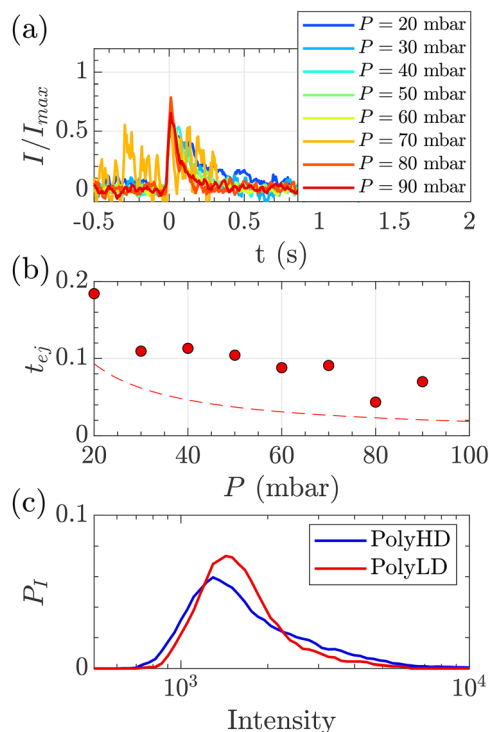 (a)
P = 20 mbar
P = 30 mbar
P = 40 mbar
P = 50 mbar
P = 60 mbar
P = 70 mbar
P = 80 mbar
P = 90 mbar
1
0.5
0
I/I_max
-0.5 0 0.5 1 1.5 2
t (s)
(b)
0.2
0.1
0
t_ej
20 40 60 80 100
P (mbar)
(c)
0.1
0
P_I
PolyHD
PolyLD
10^3 10^4
Intensity